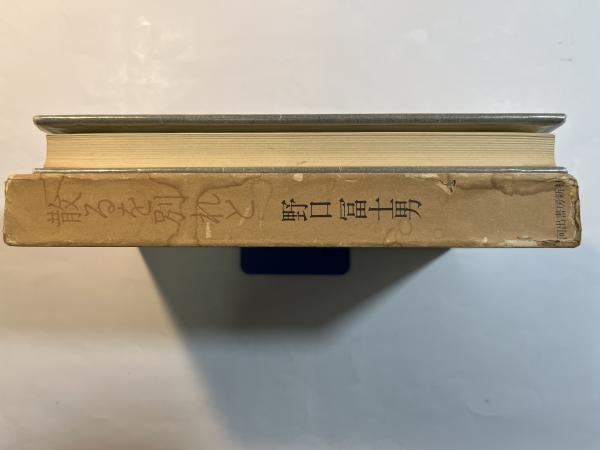 散るを別れと
野口冨士男
河出書房新社